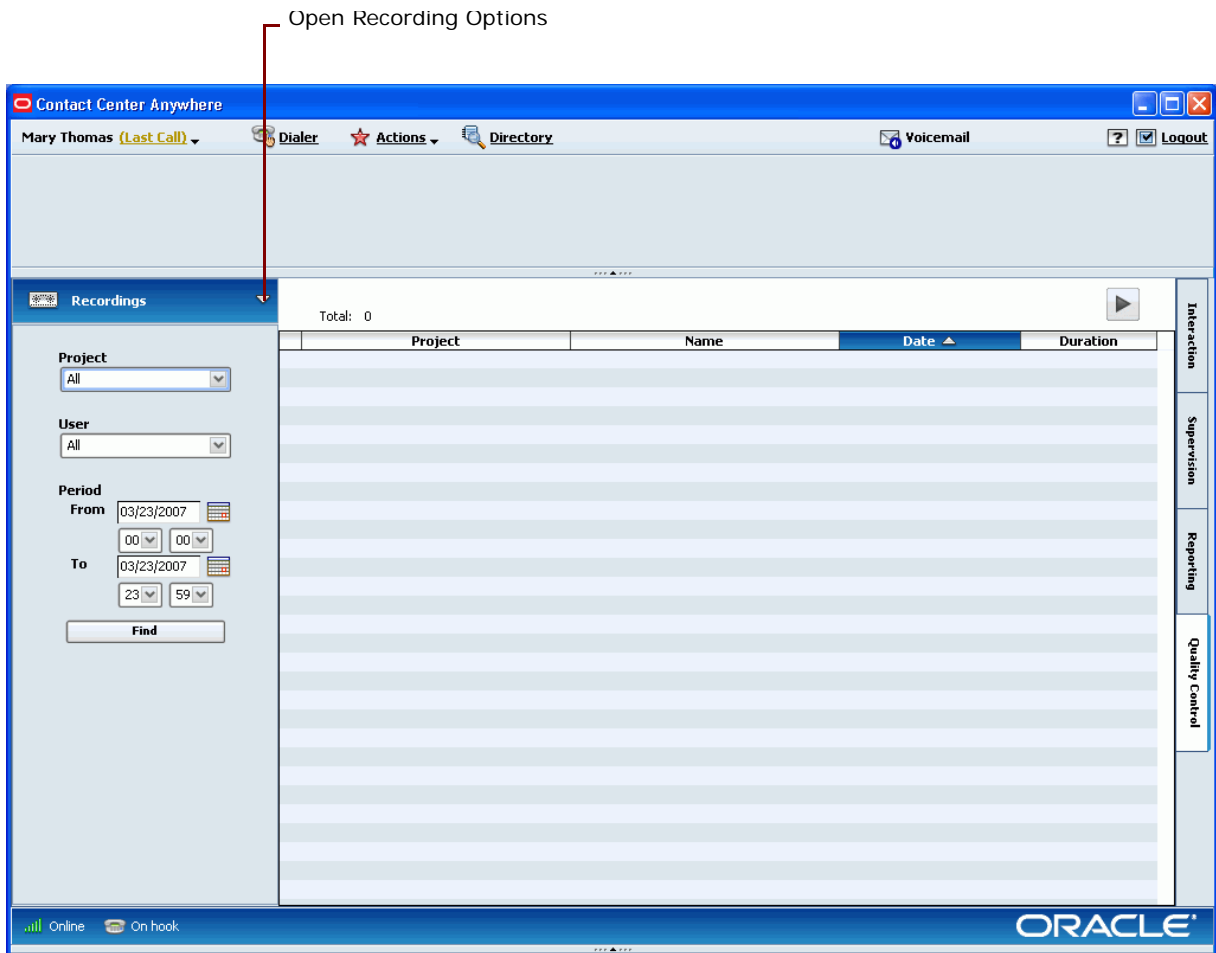 Open Recording Options
Contact Center Anywhere
Mary Thomas (Last Call) Dialer Actions Directory Voicemail ? Logout
Recordings
Total: 0
Project Name Date Duration
Project
All
User
All
Period
From 03/23/2007
00 00
To 03/23/2007
23 59
Find
Interaction
Supervision
Reporting
Quality Control
Online On hook
ORACLE